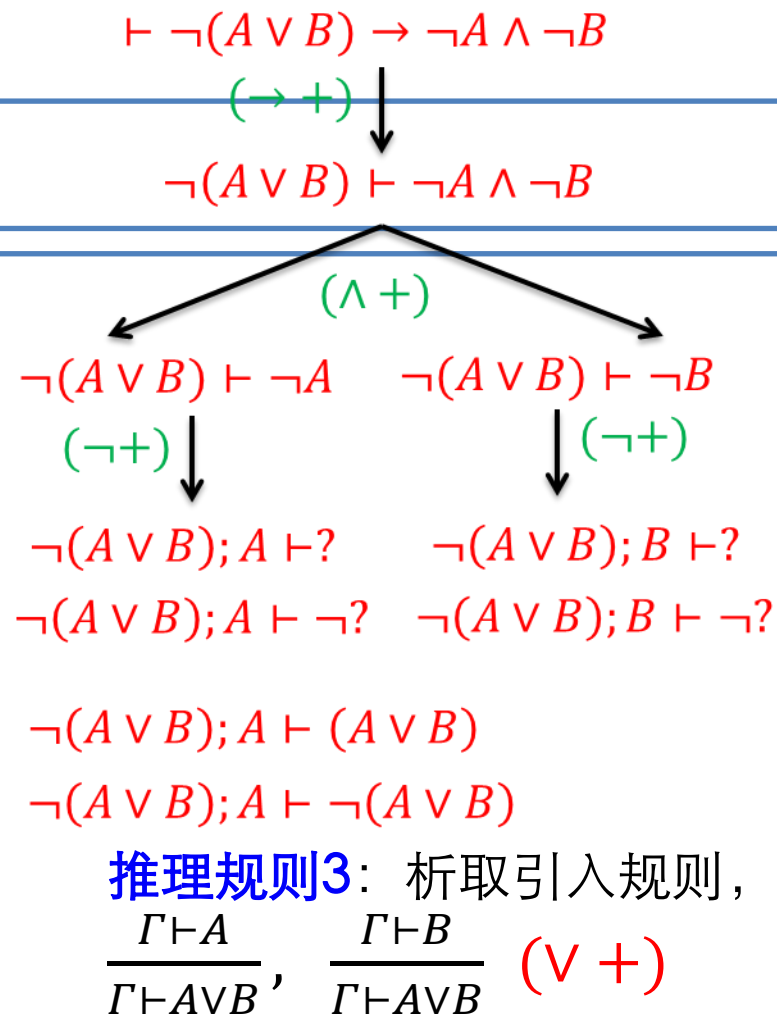 ⊢ ¬(A ∨ B) → ¬A ∧ ¬B
(→ +)
¬(A ∨ B) ⊢ ¬A ∧ ¬B
(∧ +)
¬(A ∨ B) ⊢ ¬A ¬(A ∨ B) ⊢ ¬B
(¬+) (¬+)
¬(A ∨ B); A ⊢? ¬(A ∨ B); B ⊢?
¬(A ∨ B); A ⊢ ¬? ¬(A ∨ B); B ⊢ ¬?
¬(A ∨ B); A ⊢ (A ∨ B)
¬(A ∨ B); A ⊢ ¬(A ∨ B)
推理规则3：析取引入规则，
Γ⊢A Γ⊢B
Γ⊢A∨B , Γ⊢A∨B (∨ +)